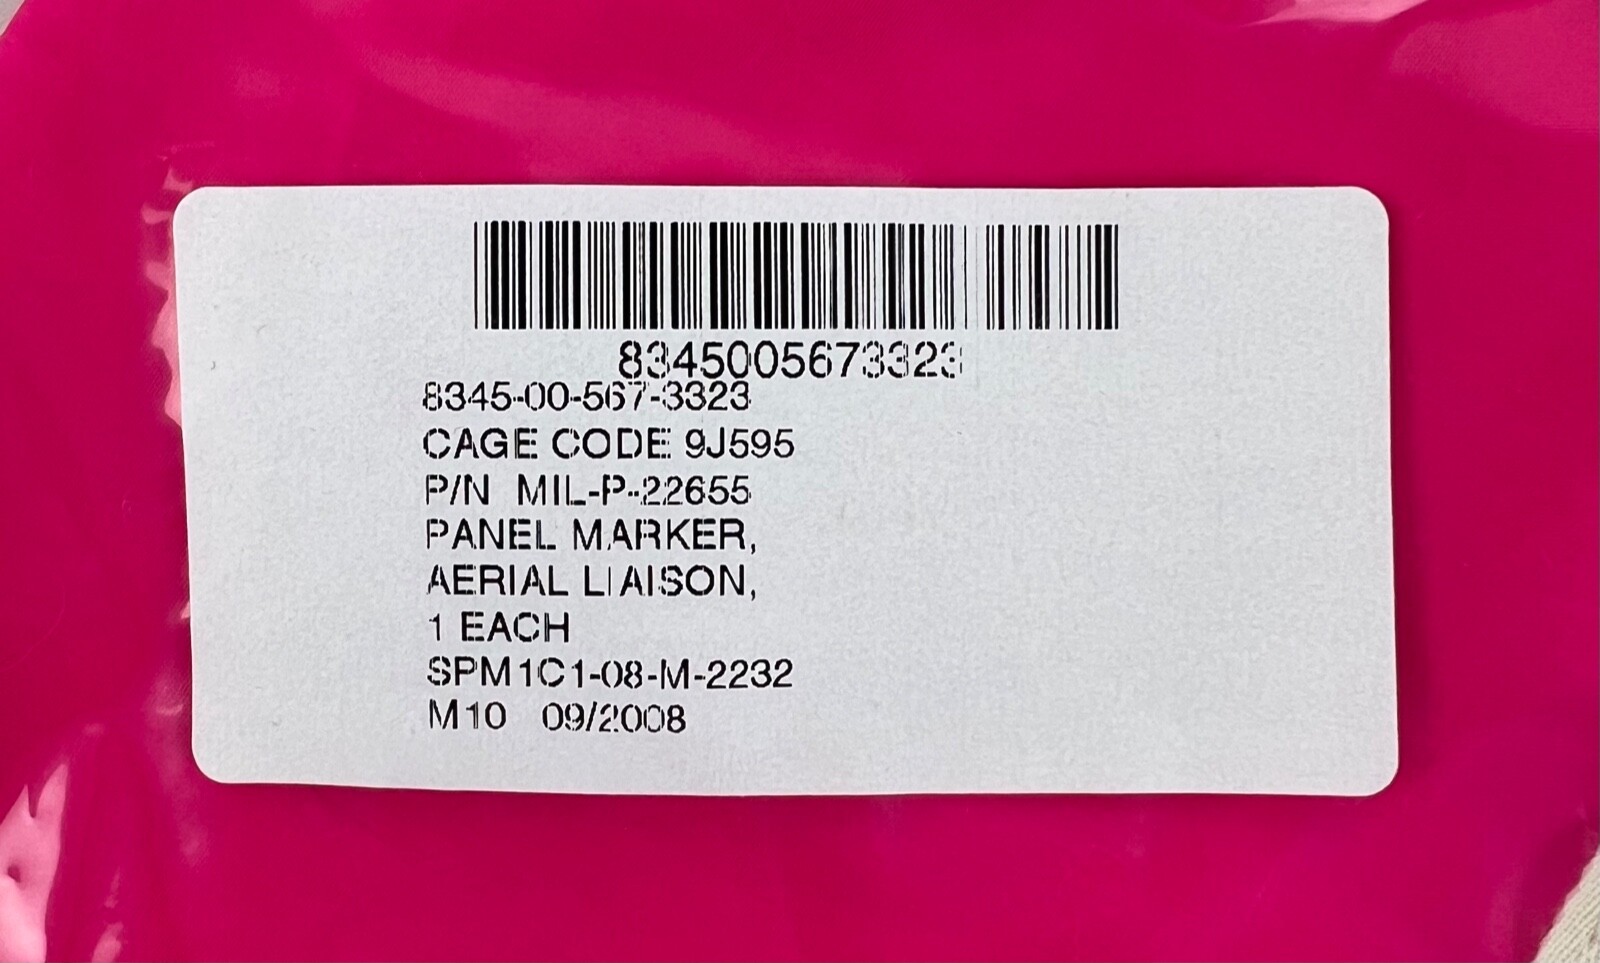 8345005673323
8345-00-567-3323
CAGE CODE 9J595
P/N MIL-P-22655
PANEL MARKER,
AERIAL LIAISON,
1 EACH
SPM1C1-08-M-2232
M10 09/2008